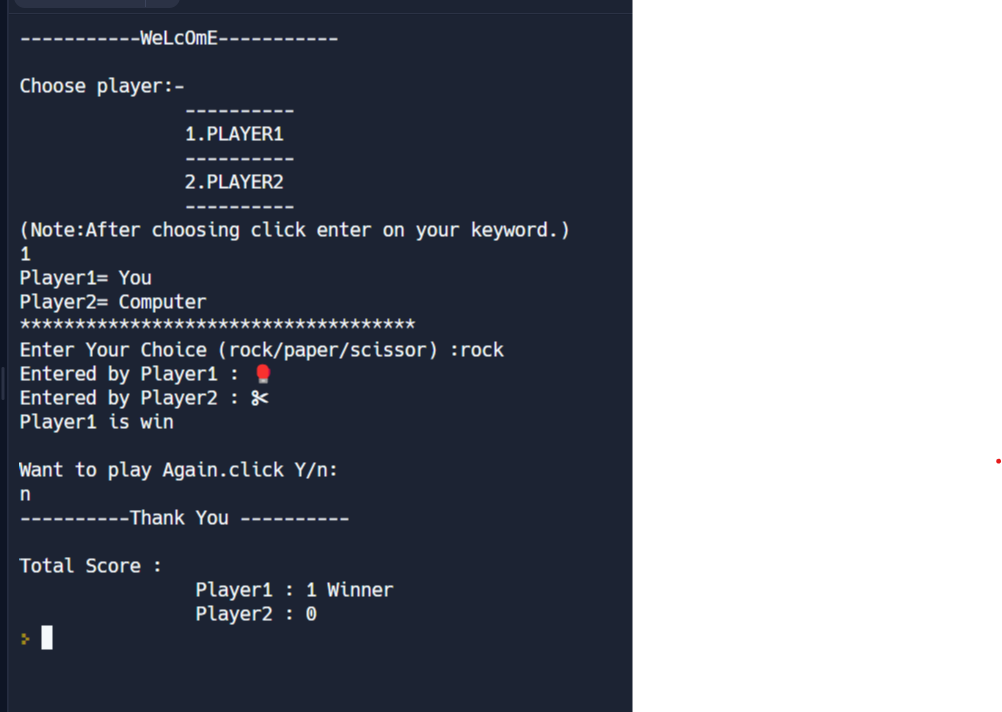 -----------WeLcOmE-----------
Choose player:-
----------
1.PLAYER1
----------
2.PLAYER2
----------
(Note:After choosing click enter on your keyword.)
1
Player1= You
Player2= Computer
************************************
Enter Your Choice (rock/paper/scissor) :rock
Entered by Player1 : 🥊
Entered by Player2 : ✂
Player1 is win
Want to play Again.click Y/n:
n
----------Thank You ----------
Total Score :
Player1 : 1 Winner
Player2 : 0
>